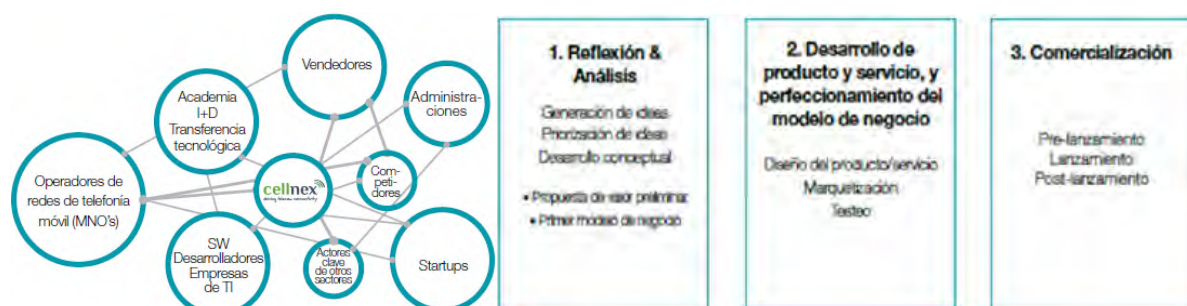 Vendedores
Administra-
ciones
Academia
I+D
Transferencia
tecnológica
Operadores de
redes de telefonía
móvil (MNO's)
cellnex
Com-
petidores
SW
Desarrolladores
Empresas
de TI
Actores
clave
de otros
sectores
Startups
1. Reflexión &
Análisis
Generación de ideas
Priorización de ideas
Desarrollo conceptual
• Propuesta de valor preliminar
• Primer modelo de negocio
2. Desarrollo de
producto y servicio, y
perfeccionamiento del
modelo de negocio
Diseño del producto/servicio
Marquetización
Testeo
3. Comercialización
Pre-lanzamiento
Lanzamiento
Post-lanzamiento